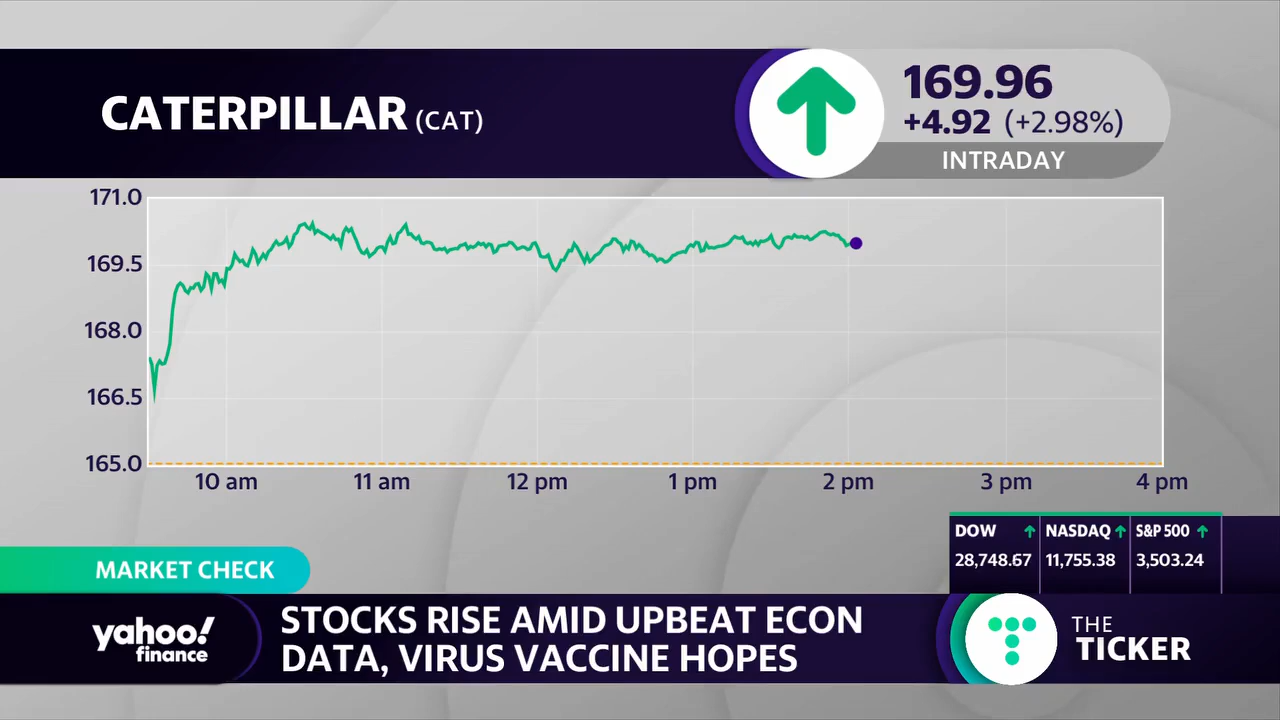 CATERPILLAR (CAT)
169.96
+4.92 (+2.98%)
INTRADAY
171.0
169.5
168.0
166.5
165.0
10 am 11 am 12 pm 1 pm 2 pm 3 pm 4 pm
DOW NASDAQ S&P 500
28,748.67 11,755.38 3,503.24
MARKET CHECK
yahoo!
finance
STOCKS RISE AMID UPBEAT ECON
DATA, VIRUS VACCINE HOPES
THE
TICKER